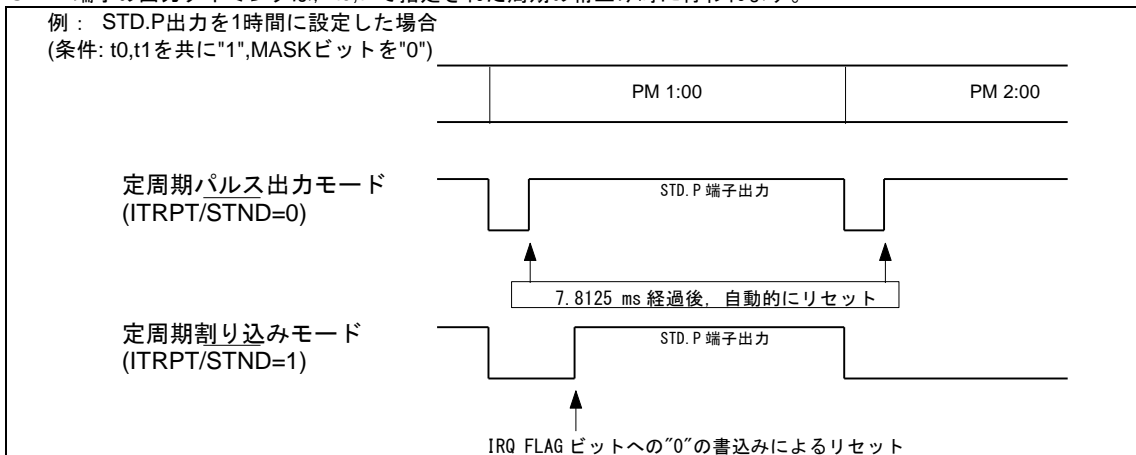 例： STD.P出力を1時間に設定した場合
(条件: t0,t1を共に"1",MASKビットを"0")
PM 1:00
PM 2:00
定周期パルス出力モード
(ITRPT/STND=0)
STD.P 端子出力
7.8125 ms 経過後，自動的にリセット
定周期割り込みモード
(ITRPT/STND=1)
STD.P 端子出力
IRQ FLAG ビットへの"0"の書込みによるリセット